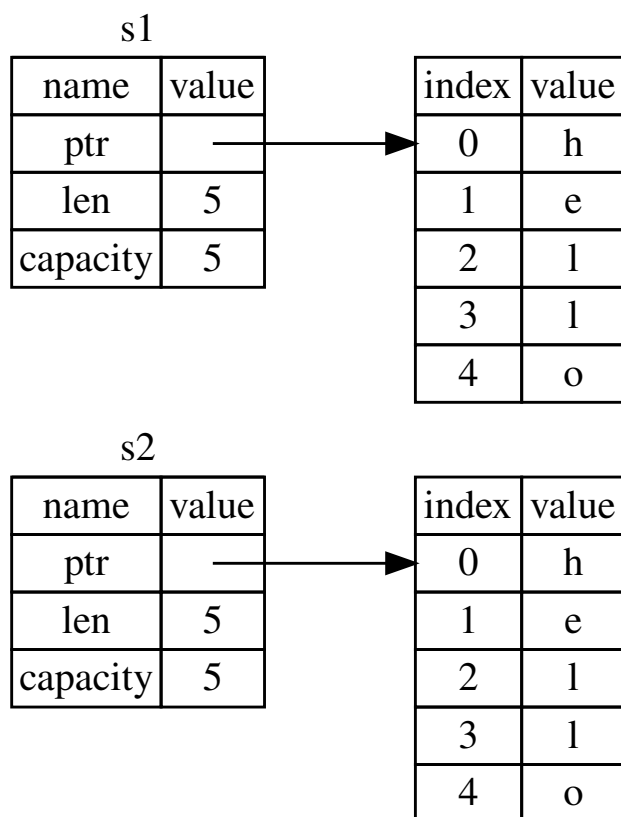 s1
name value
ptr
len 5
capacity 5
index value
0 h
1 e
2 l
3 l
4 o
s2
name value
ptr
len 5
capacity 5
index value
0 h
1 e
2 l
3 l
4 o